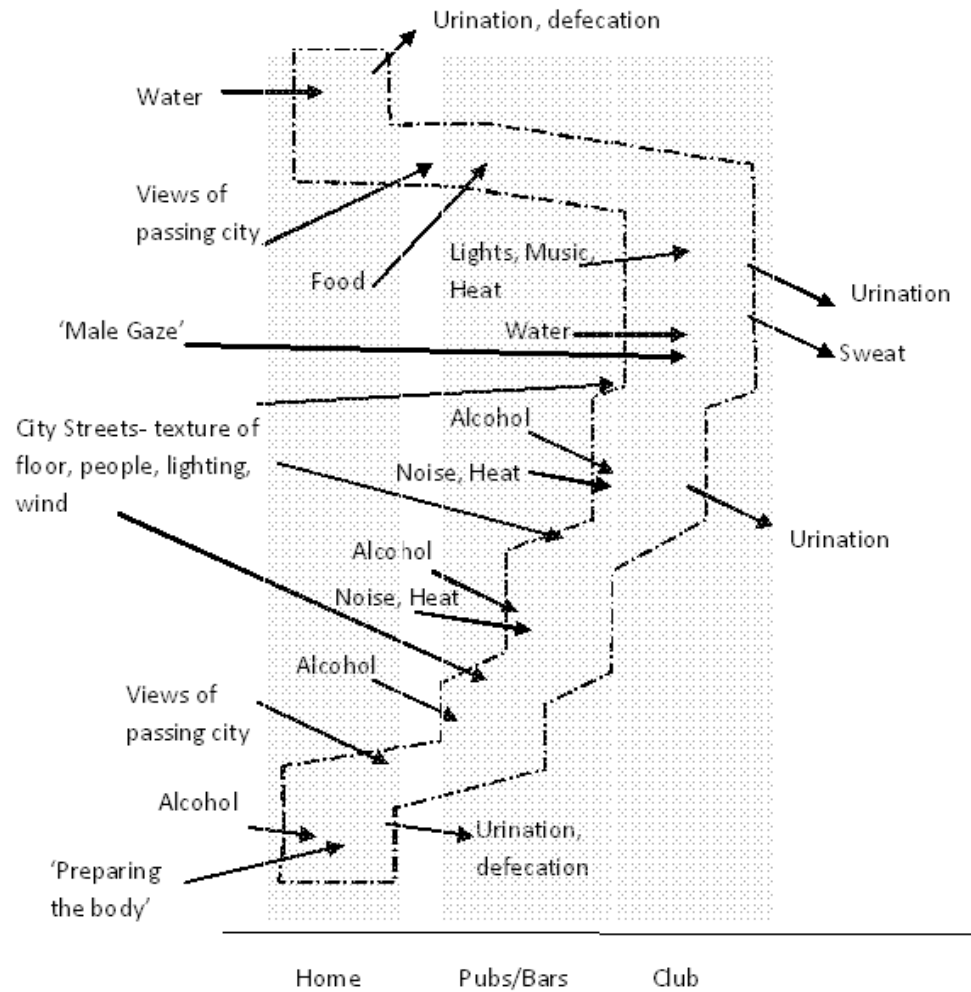 Urination, defecation
Water
Views of
passing city
Food
Lights, Music,
Heat
Urination
'Male Gaze'
Water
Sweat
City Streets- texture of
floor, people, lighting,
wind
Alcohol
Noise, Heat
Urination
Alcohol
Noise, Heat
Alcohol
Views of
passing city
Alcohol
Urination,
defecation
'Preparing
the body'
Home Pubs/Bars Club